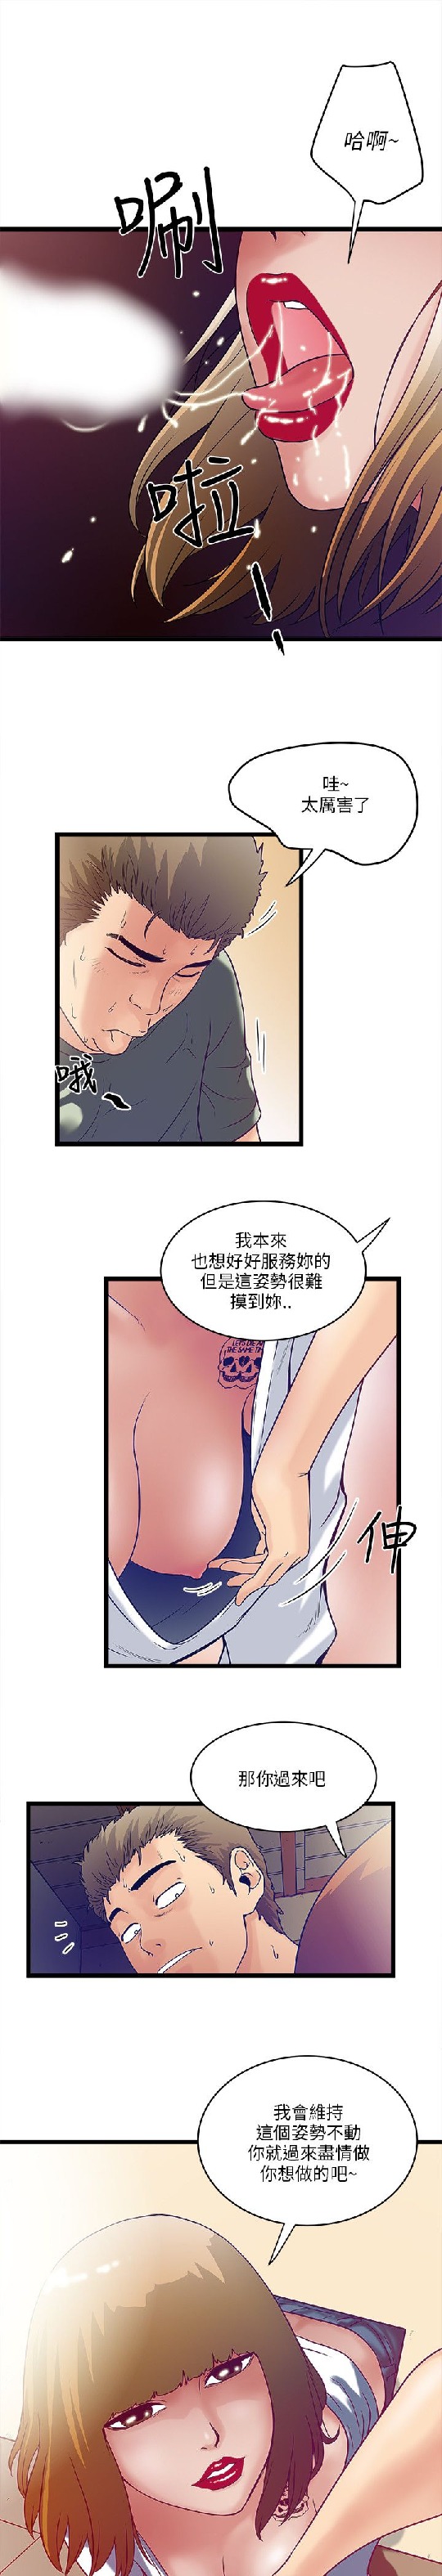 哈啊~
唰
啦
哇~
太厲害了
哦
我本來
也想好好服務妳的
但是這姿勢很難
摸到妳..
THE SAME TIME
伸
那你過來吧
我會維持
這個姿勢不動
你就過來盡情做
你想做的吧~